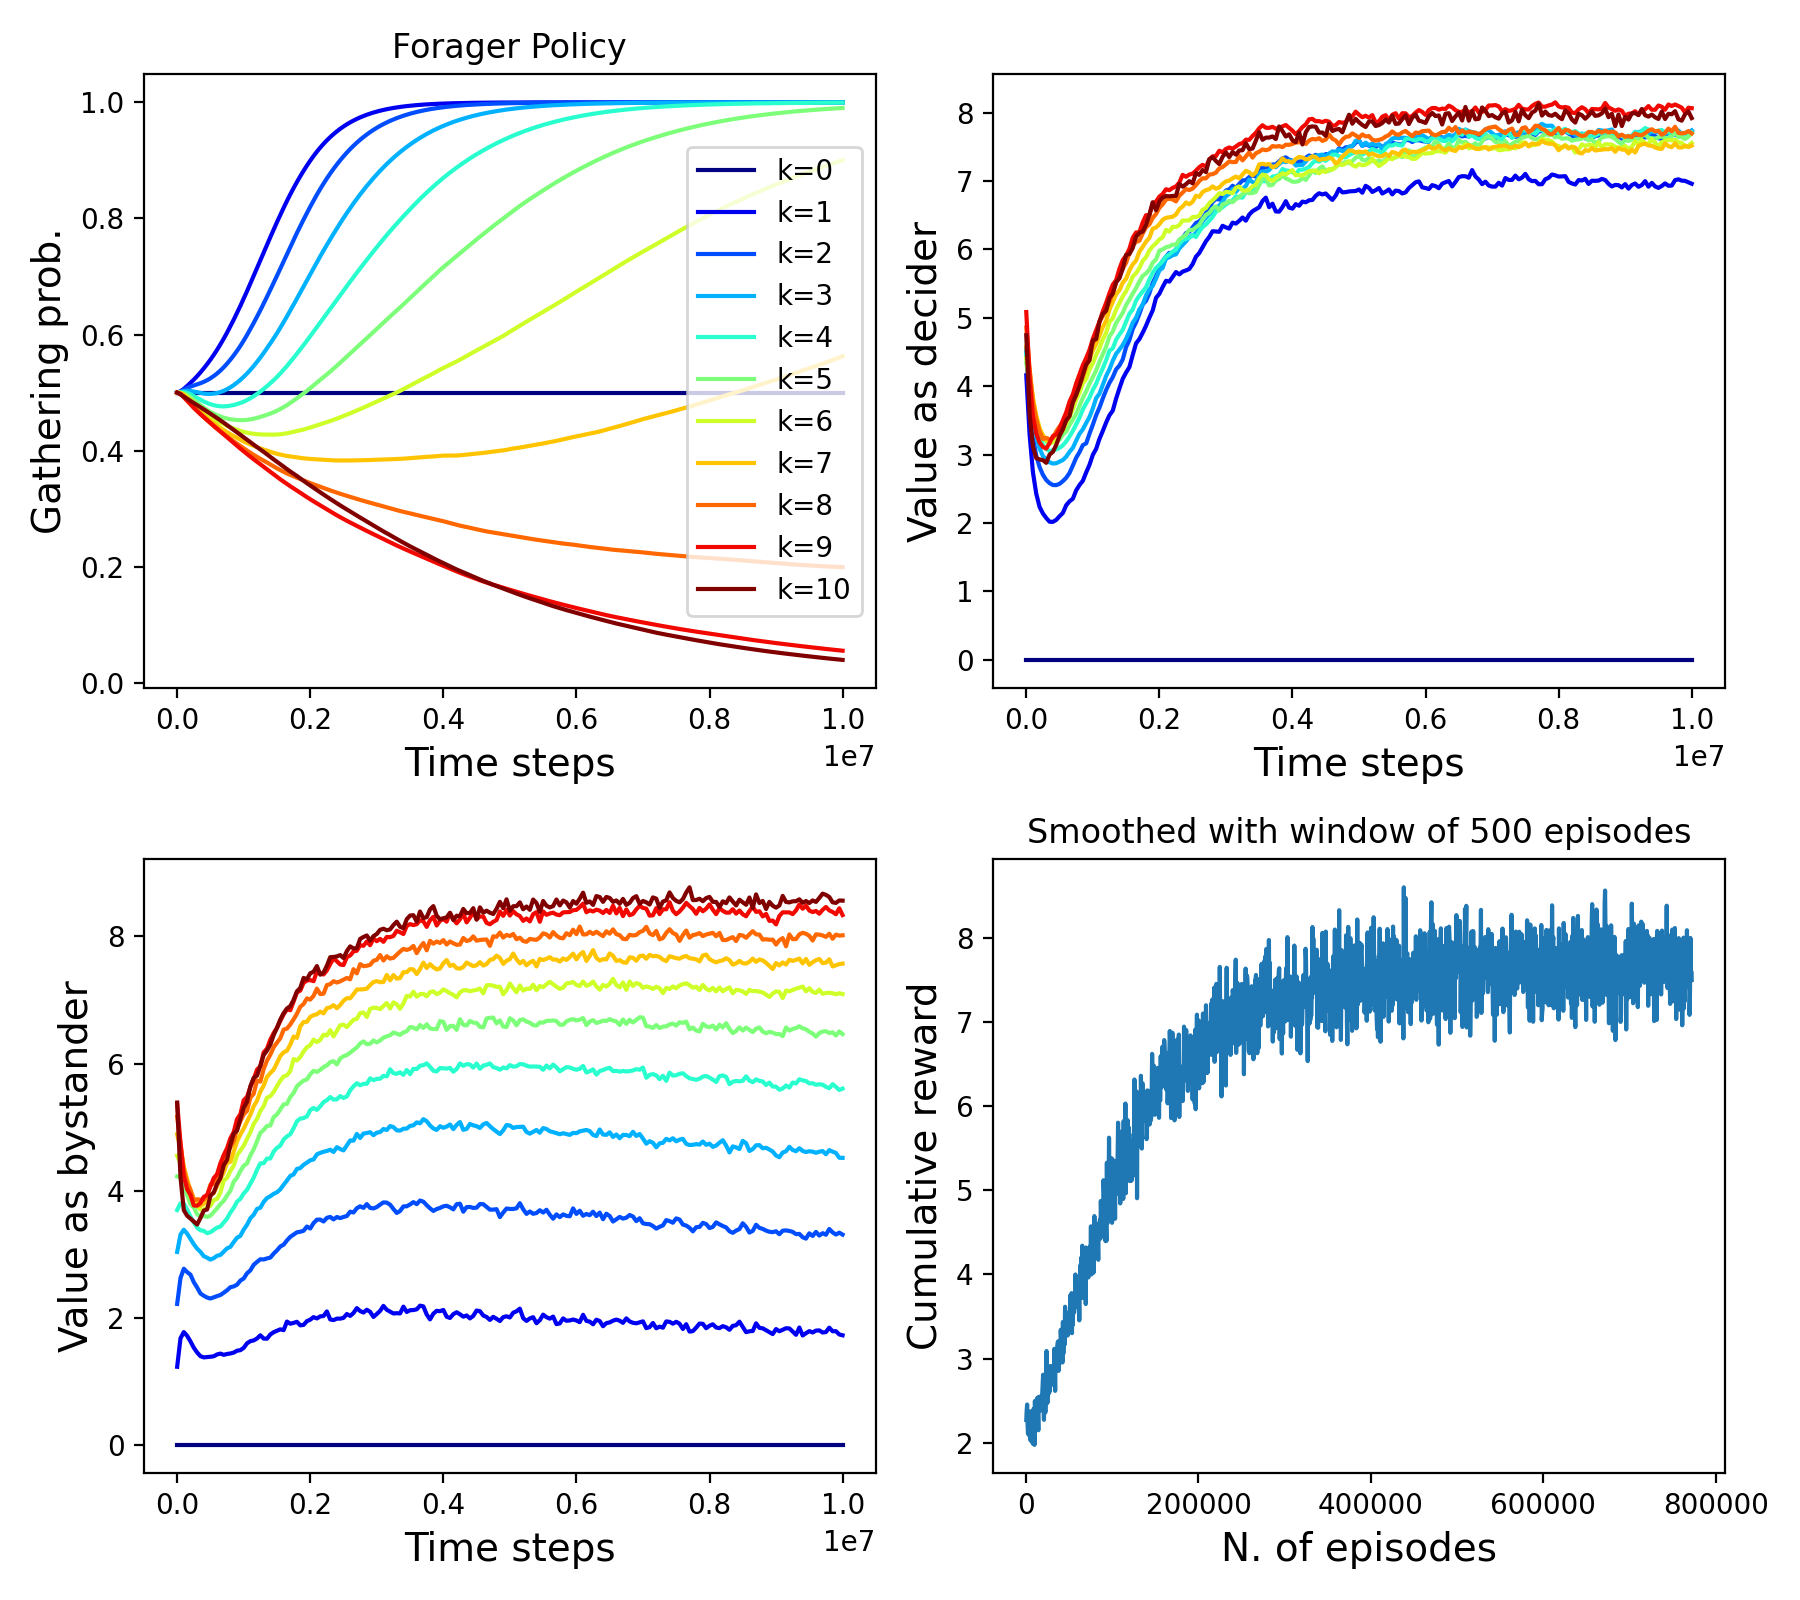 Forager Policy
Gathering prob.
1.0
0.8
0.6
0.4
0.2
0.0
k=0
k=1
k=2
k=3
k=4
k=5
k=6
k=7
k=8
k=9
k=10
0.0 0.2 0.4 0.6 0.8 1.0
1e7
Time steps
Value as decider
8
7
6
5
4
3
2
1
0
0.0 0.2 0.4 0.6 0.8 1.0
1e7
Time steps
Value as bystander
8
6
4
2
0
0.0 0.2 0.4 0.6 0.8 1.0
1e7
Time steps
Smoothed with window of 500 episodes
Cumulative reward
8
7
6
5
4
3
2
0 200000 400000 600000 800000
N. of episodes